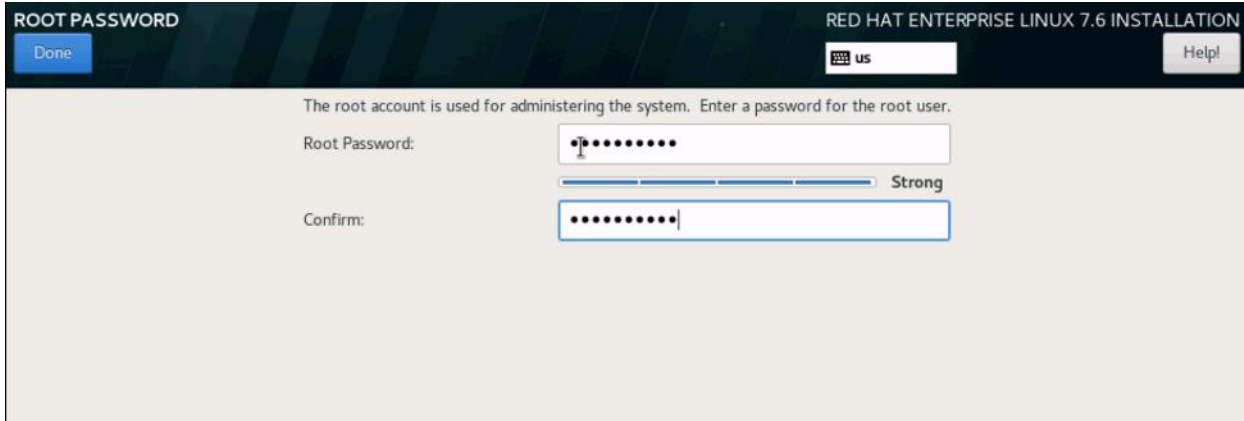 ROOT PASSWORD
RED HAT ENTERPRISE LINUX 7.6 INSTALLATION
Done
us
Help!
The root account is used for administering the system. Enter a password for the root user.
Root Password:
••••••••••
Strong
Confirm:
••••••••••